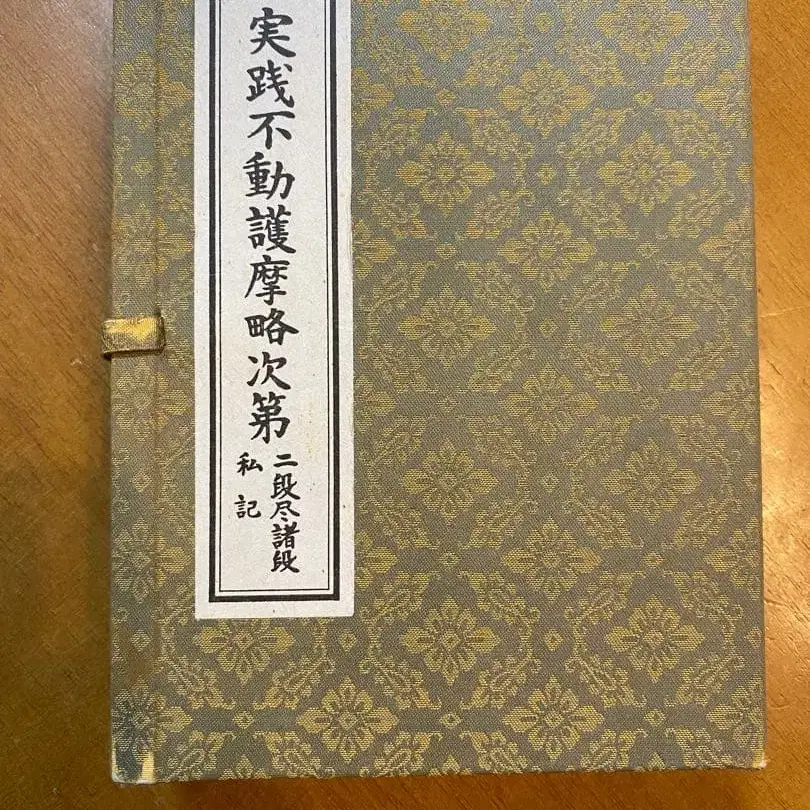 実践不動護摩略次第
二段尽諸段
私記